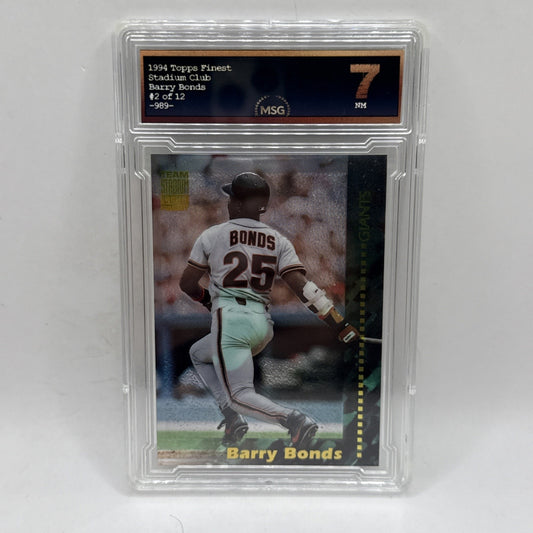 1994 Topps Finest
Stadium Club
Barry Bonds
#2 of 12
-989-
MSG
7
NM
TEAM
STADIUM
CLUB
GIANTS
BONDS
25
Barry Bonds